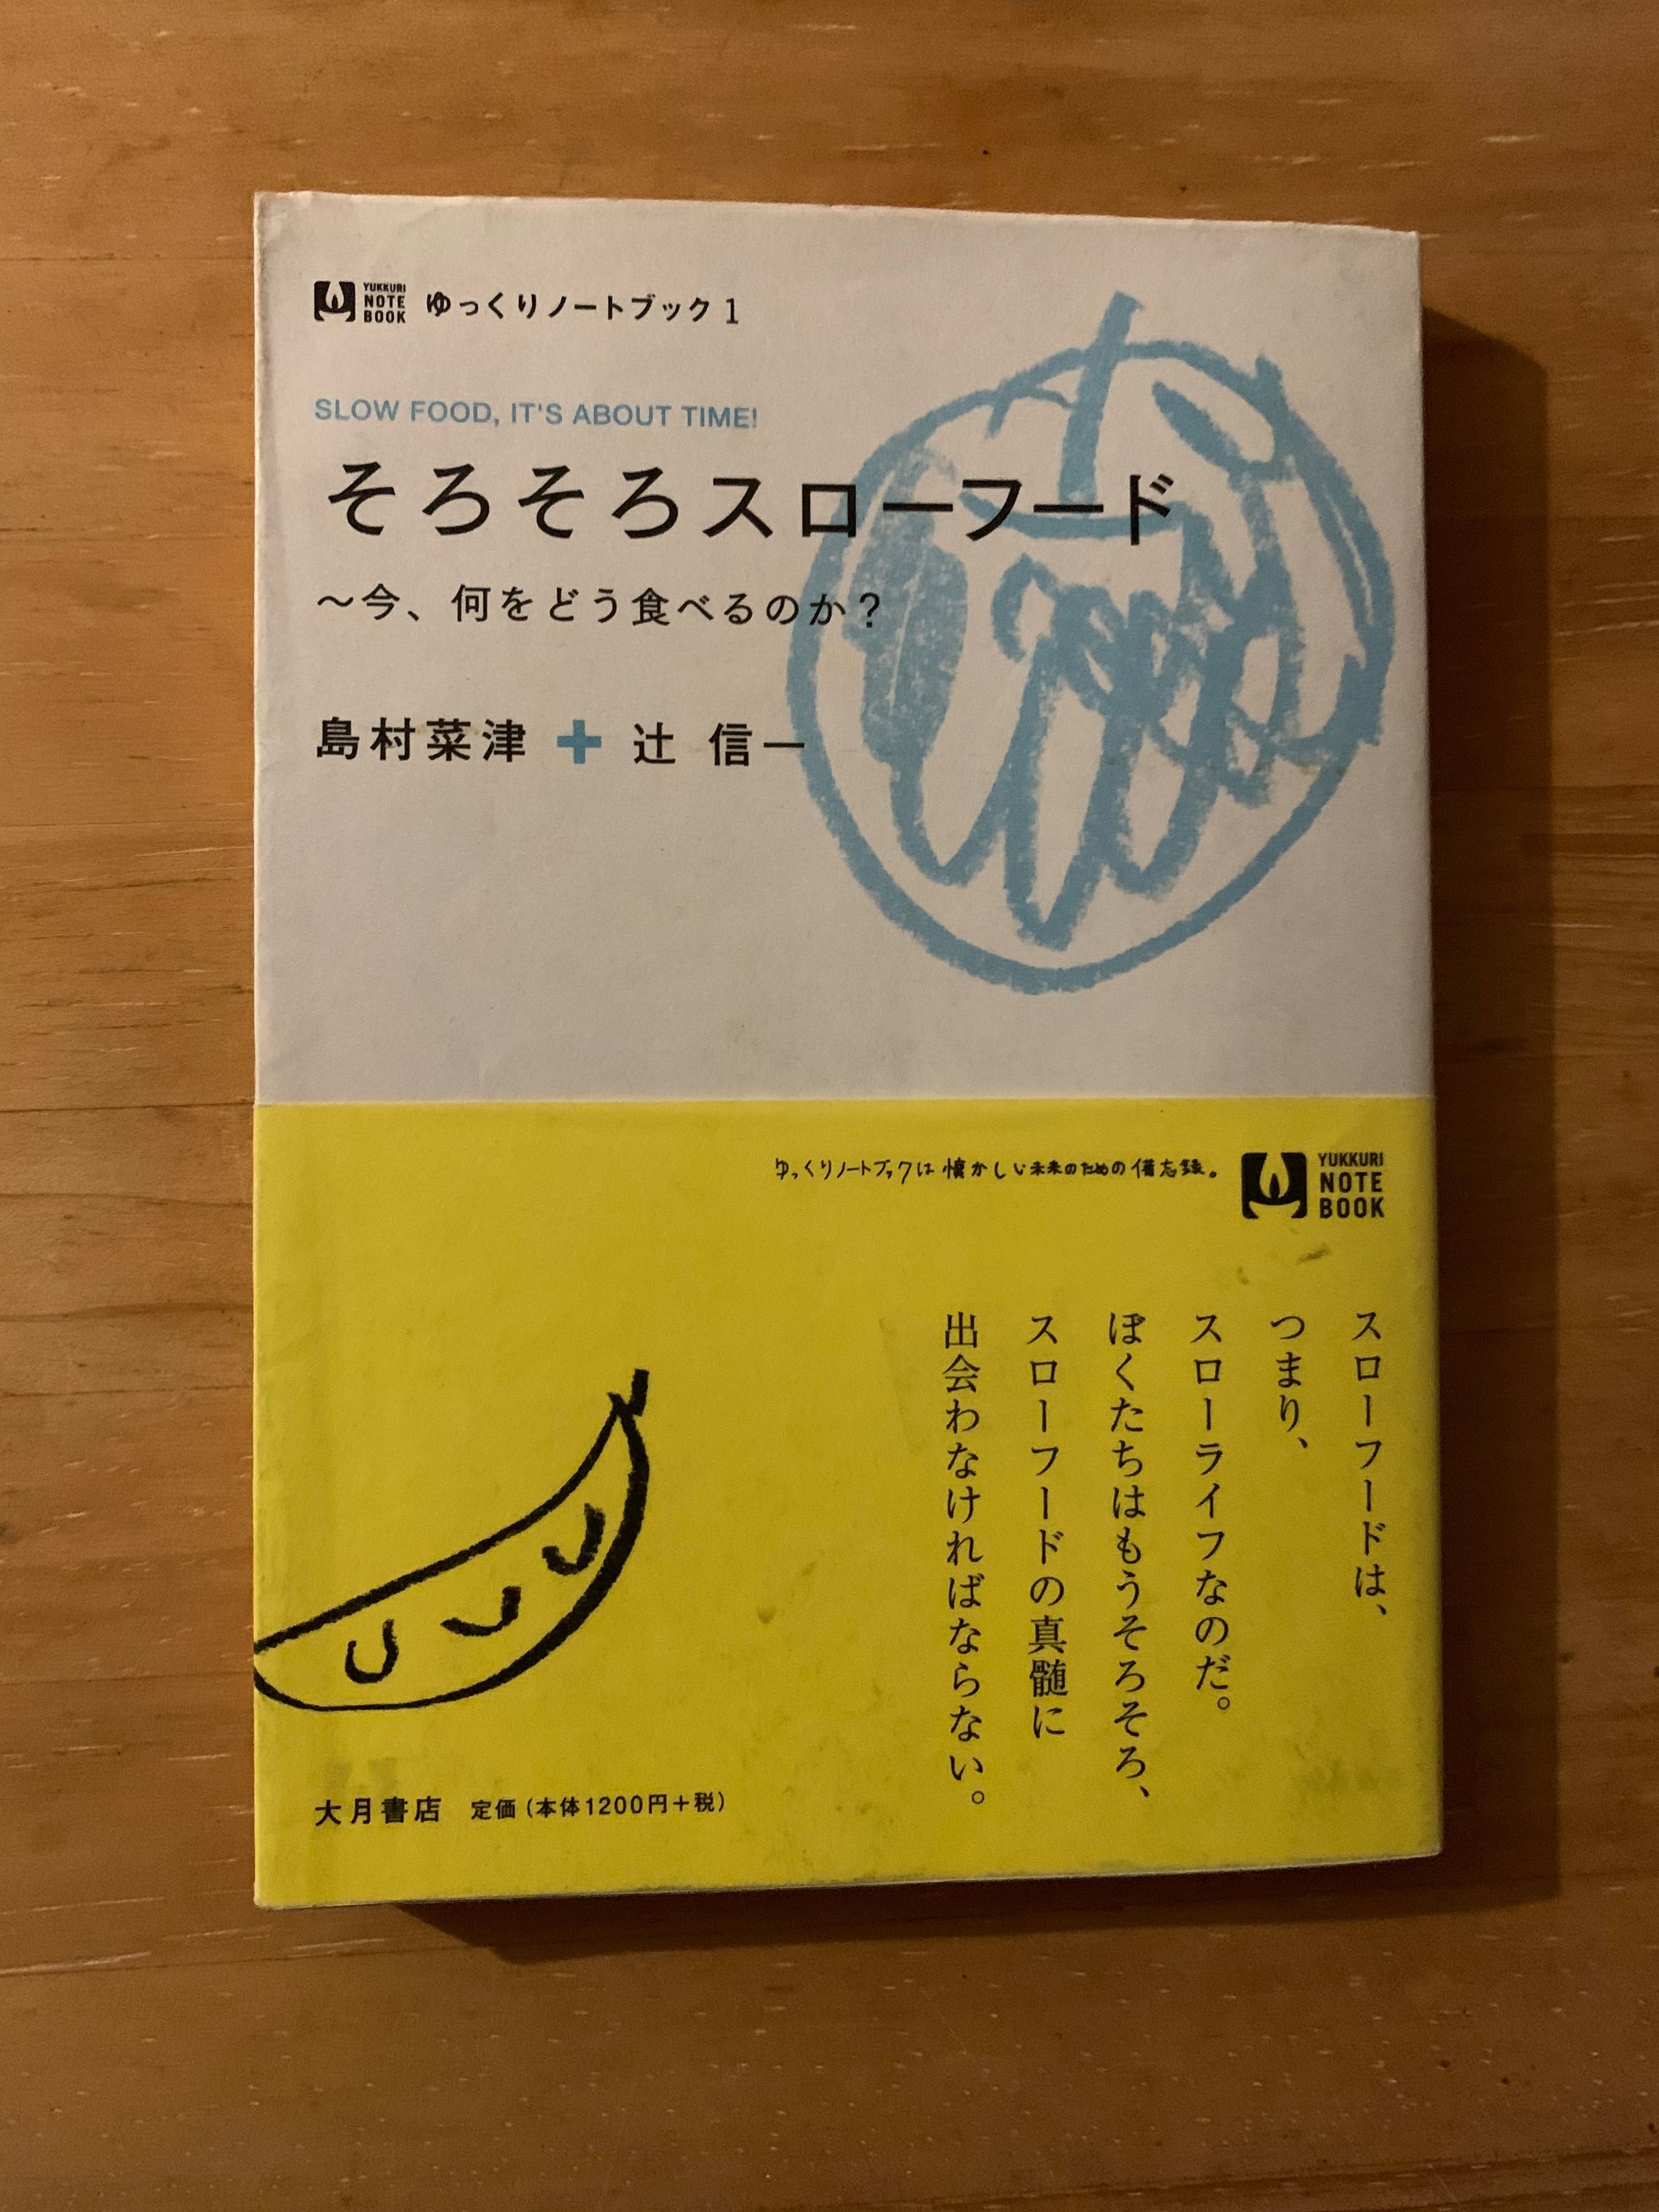 YUKKURI
NOTE
BOOK
ゆっくりノートブック 1
SLOW FOOD, IT'S ABOUT TIME!
そろそろスローフード
～今、何をどう食べるのか？
島村菜津 + 辻 信一
ゆっくりノートブックは 懐かしい未来のための備忘録。
YUKKURI
NOTE
BOOK
スローフードは、
つまり、
スローライフなのだ。
ぼくたちはもうそろそろ、
スローフードの真髄に
出会わなければならない。
大月書店 定価（本体1200円＋税）